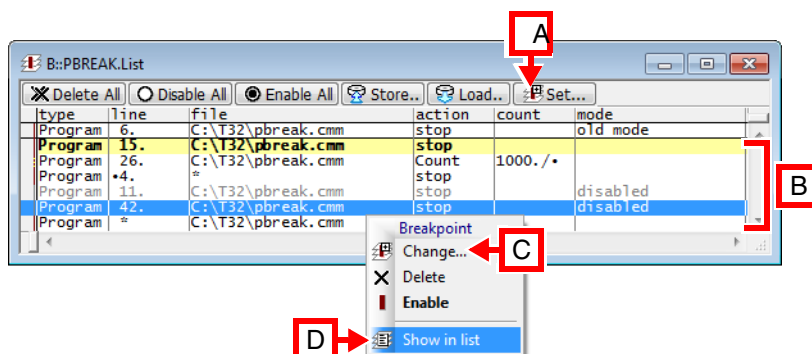 A
B::PBREAK.List
Delete All Disable All Enable All Store.. Load.. Set...
type line file action count mode
Program 6. C:\T32\pbreak.cmm stop old mode
Program 15. C:\T32\pbreak.cmm stop
Program 26. C:\T32\pbreak.cmm Count 1000./•
Program •4. * stop
Program 11. C:\T32\pbreak.cmm stop disabled
Program 42. C:\T32\pbreak.cmm stop disabled
Program * C:\T32\pbreak.cmm
B
Breakpoint
Change... C
Delete
Enable
D Show in list